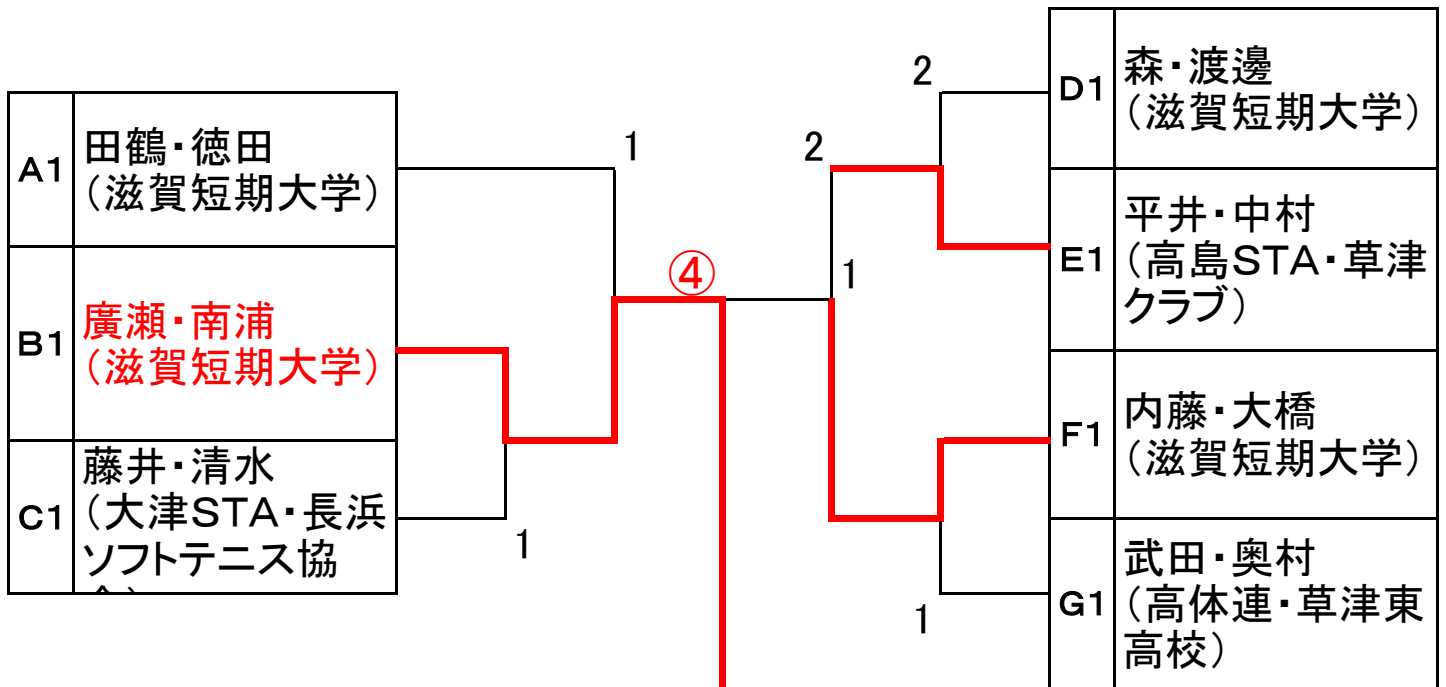 A1
田鶴・徳田
（滋賀短期大学）
B1
廣瀬・南浦
（滋賀短期大学）
C1
藤井・清水
（大津STA・長浜
ソフトテニス協
1
1
④
2
2
1
1
D1
森・渡邊
（滋賀短期大学）
E1
平井・中村
（高島STA・草津
クラブ）
F1
内藤・大橋
（滋賀短期大学）
G1
武田・奥村
（高体連・草津東
高校）